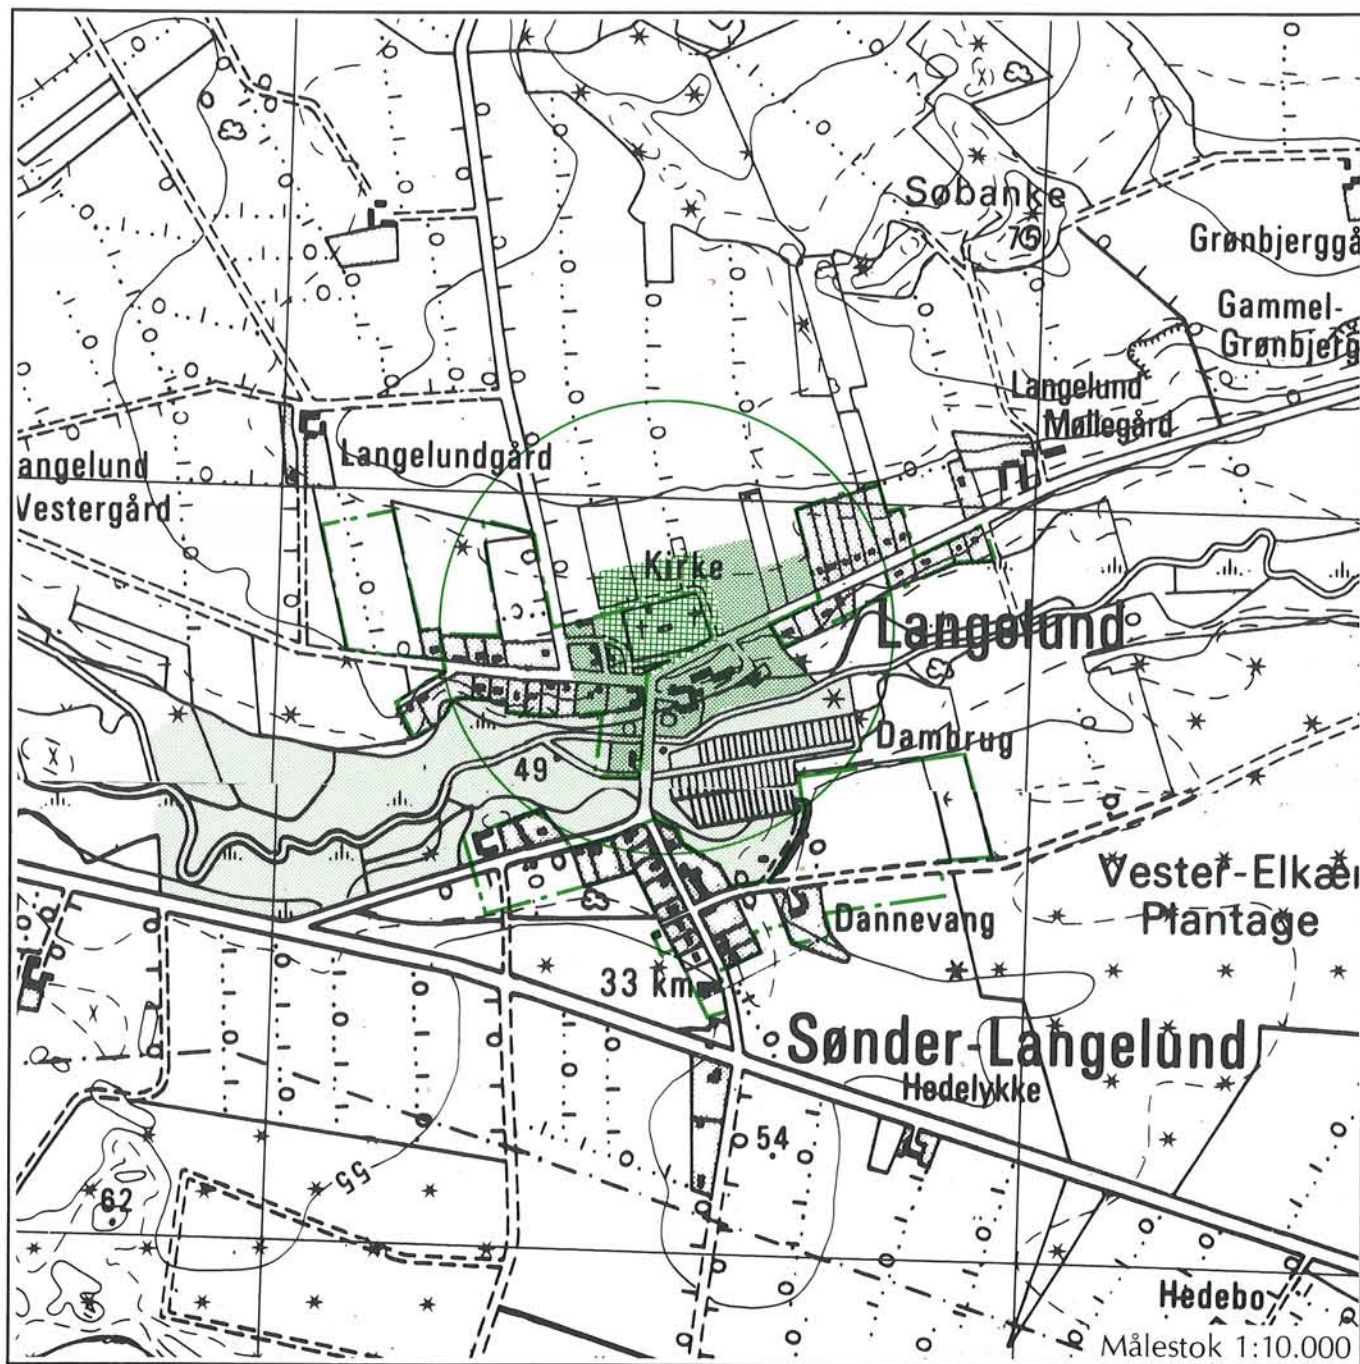 Søbanke
75
Grønbjerggå
Gammel-
Grønbjerg
Langelund
Møllegård
Langelundgård
angelund
Vestergård
Kirke
Langelund
Dambrug
49
Vester-Elkær
Plantage
Dannevang
33 km
Sønder-Langelund
Hedelykke
54
55
62
Hedebo
Målestok 1:10.000